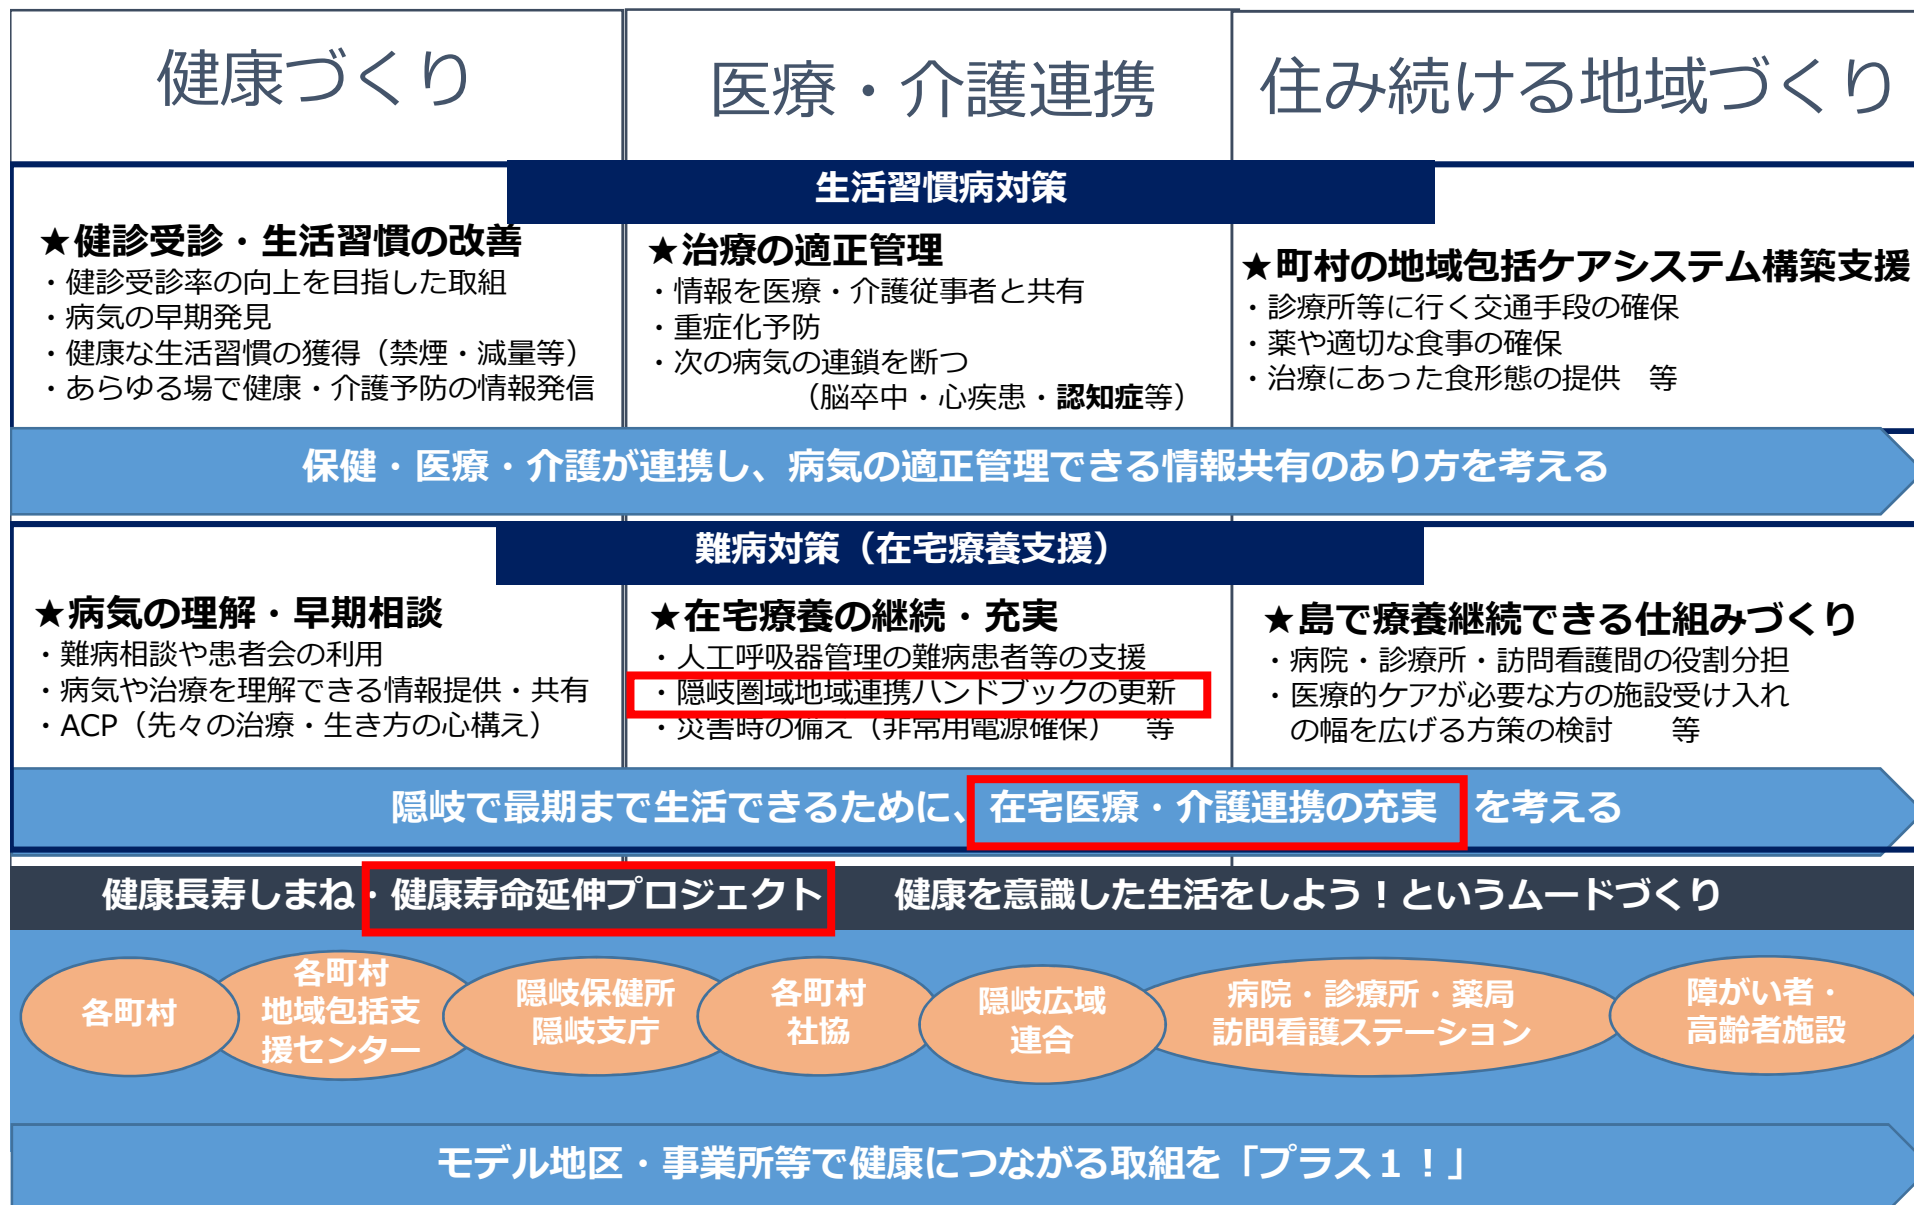 健康づくり
医療・介護連携
住み続ける地域づくり
生活習慣病対策
★健診受診・生活習慣の改善
・健診受診率の向上を目指した取組
・病気の早期発見
・健康な生活習慣の獲得（禁煙・減量等）
・あらゆる場で健康・介護予防の情報発信
★治療の適正管理
・情報を医療・介護従事者と共有
・重症化予防
・次の病気の連鎖を断つ
（脳卒中・心疾患・認知症等）
★町村の地域包括ケアシステム構築支援
・診療所等に行く交通手段の確保
・薬や適切な食事の確保
・治療にあった食形態の提供　等
保健・医療・介護が連携し、病気の適正管理できる情報共有のあり方を考える
難病対策（在宅療養支援）
★病気の理解・早期相談
・難病相談や患者会の利用
・病気や治療を理解できる情報提供・共有
・ACP（先々の治療・生き方の心構え）
★在宅療養の継続・充実
・人工呼吸器管理の難病患者等の支援
・隠岐圏域地域連携ハンドブックの更新
・災害時の備え（非常用電源確保）　等
★島で療養継続できる仕組みづくり
・病院・診療所・訪問看護間の役割分担
・医療的ケアが必要な方の施設受け入れ
の幅を広げる方策の検討　　等
隠岐で最期まで生活できるために、在宅医療・介護連携の充実　を考える
健康長寿しまね・健康寿命延伸プロジェクト　　健康を意識した生活をしよう！というムードづくり
各町村
各町村
地域包括支
援センター
隠岐保健所
隠岐支庁
各町村
社協
隠岐広域
連合
病院・診療所・薬局
訪問看護ステーション
障がい者・
高齢者施設
モデル地区・事業所等で健康につながる取組を「プラス１！」